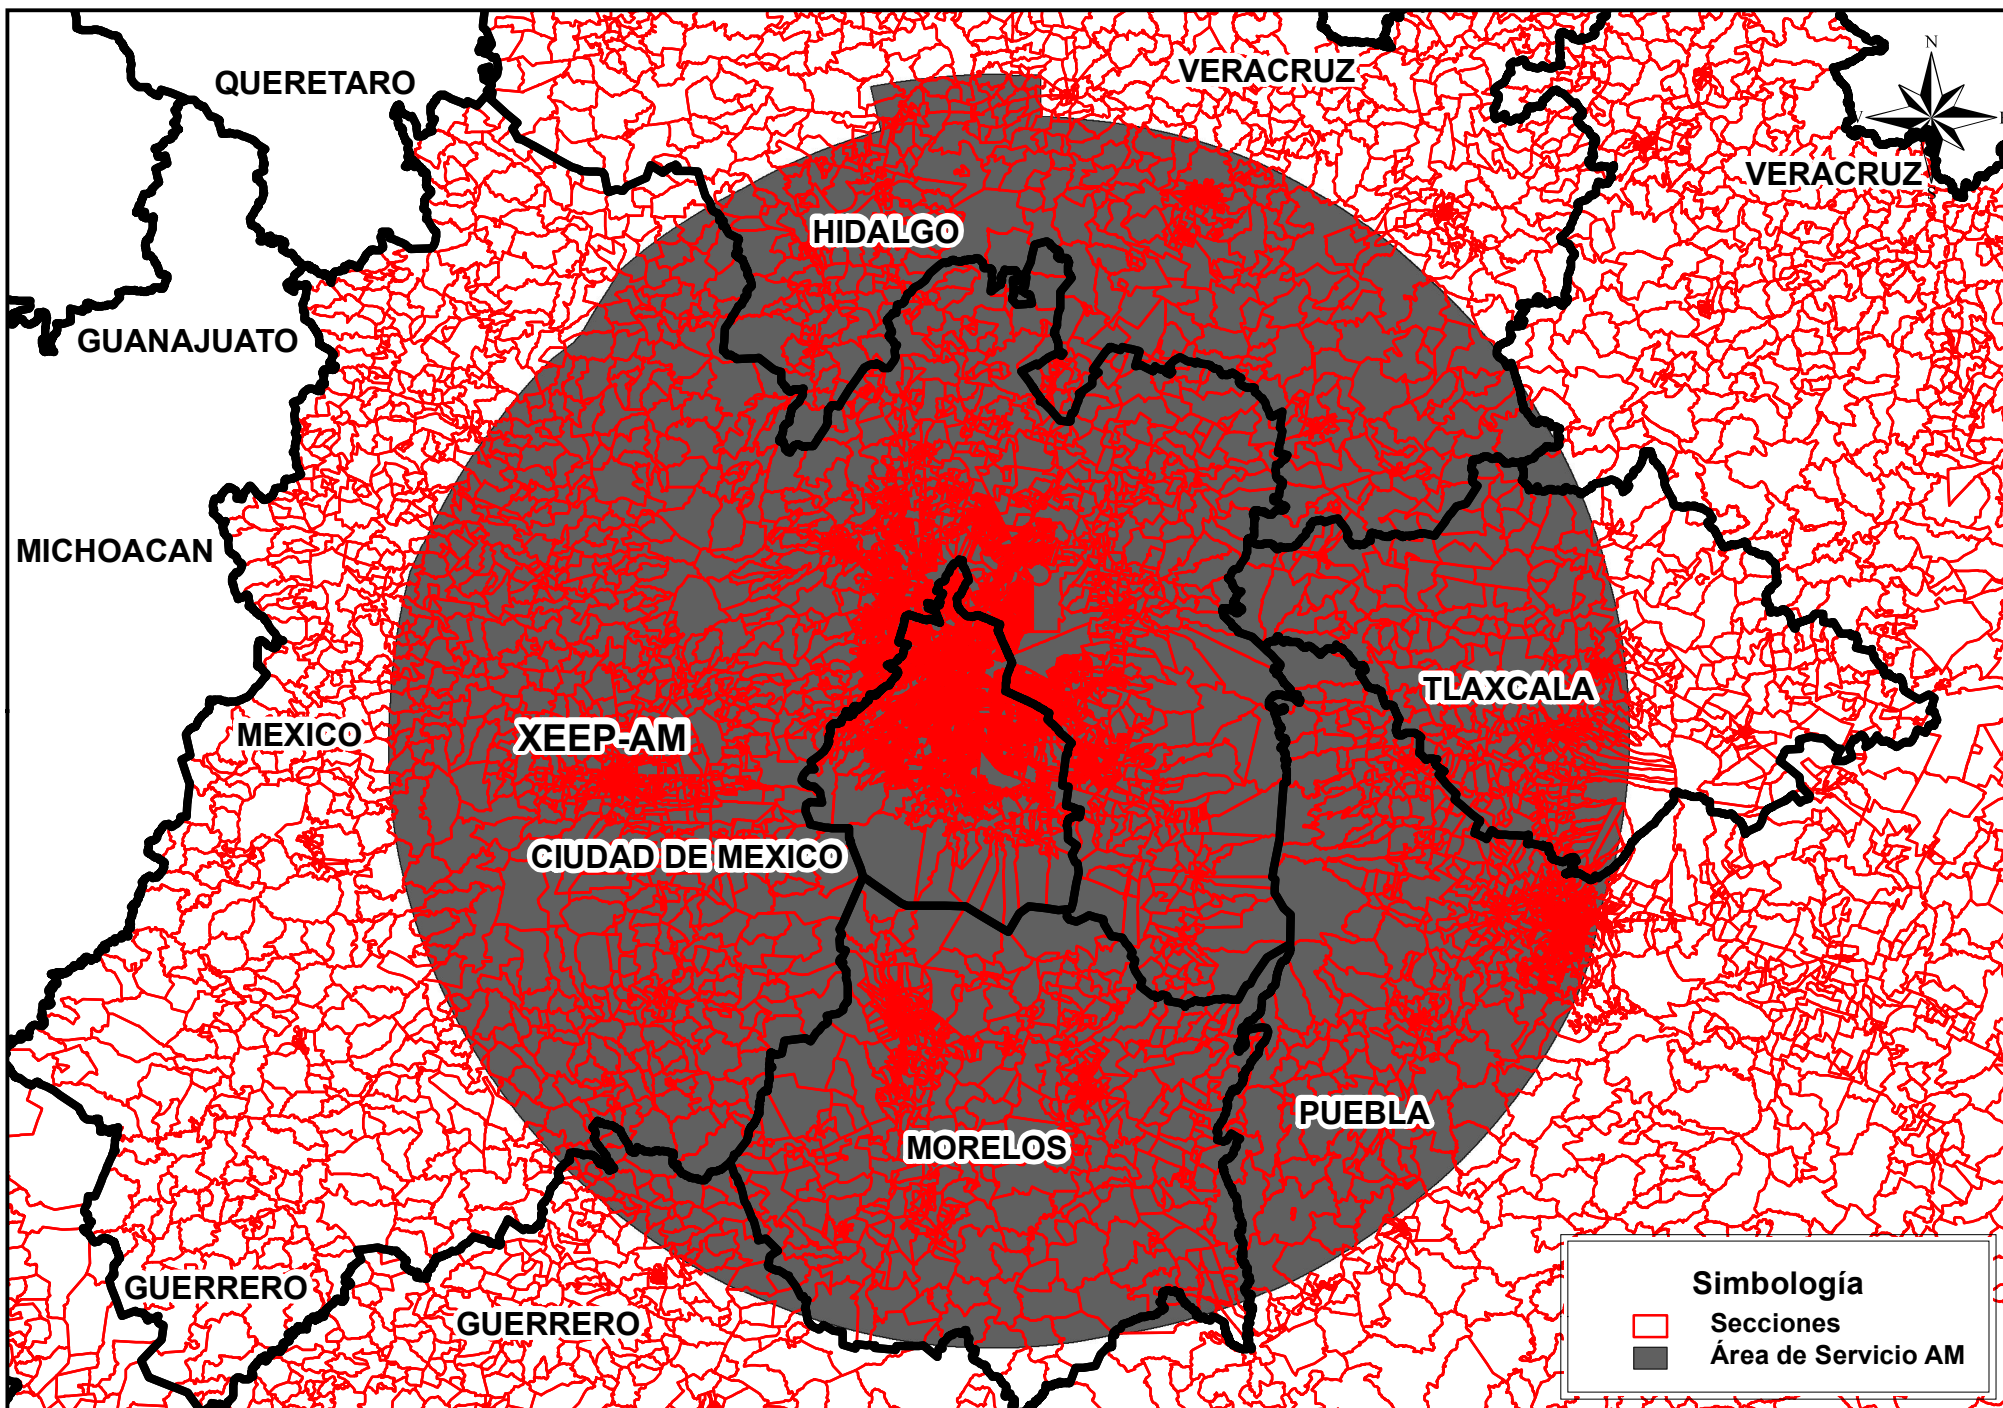 N
QUERETARO
VERACRUZ
VERACRUZ
S
HIDALGO
GUANAJUATO
MICHOACAN
TLAXCALA
MEXICO
XEEP-AM
CIUDAD DE MEXICO
PUEBLA
MORELOS
GUERRERO
GUERRERO
Simbología
Secciones
Área de Servicio AM